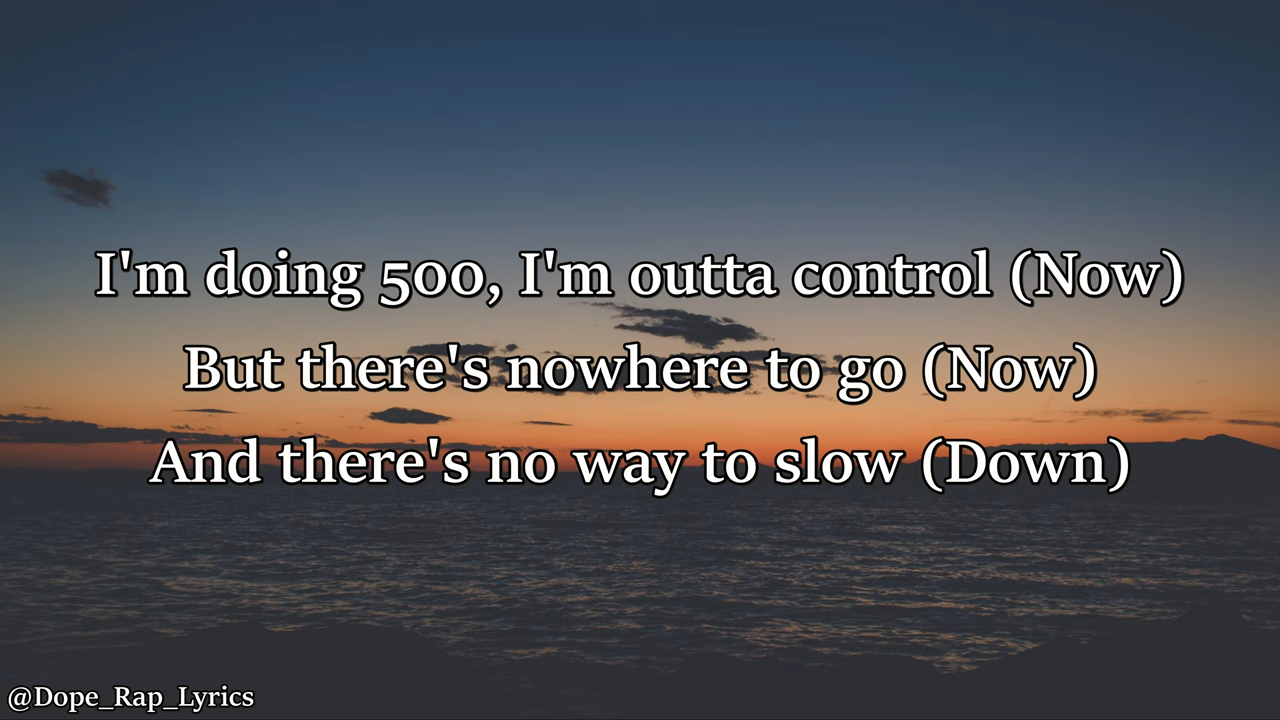 I'm doing 500, I'm outta control (Now)
But there's nowhere to go (Now)
And there's no way to slow (Down)
@Dope_Rap_Lyrics